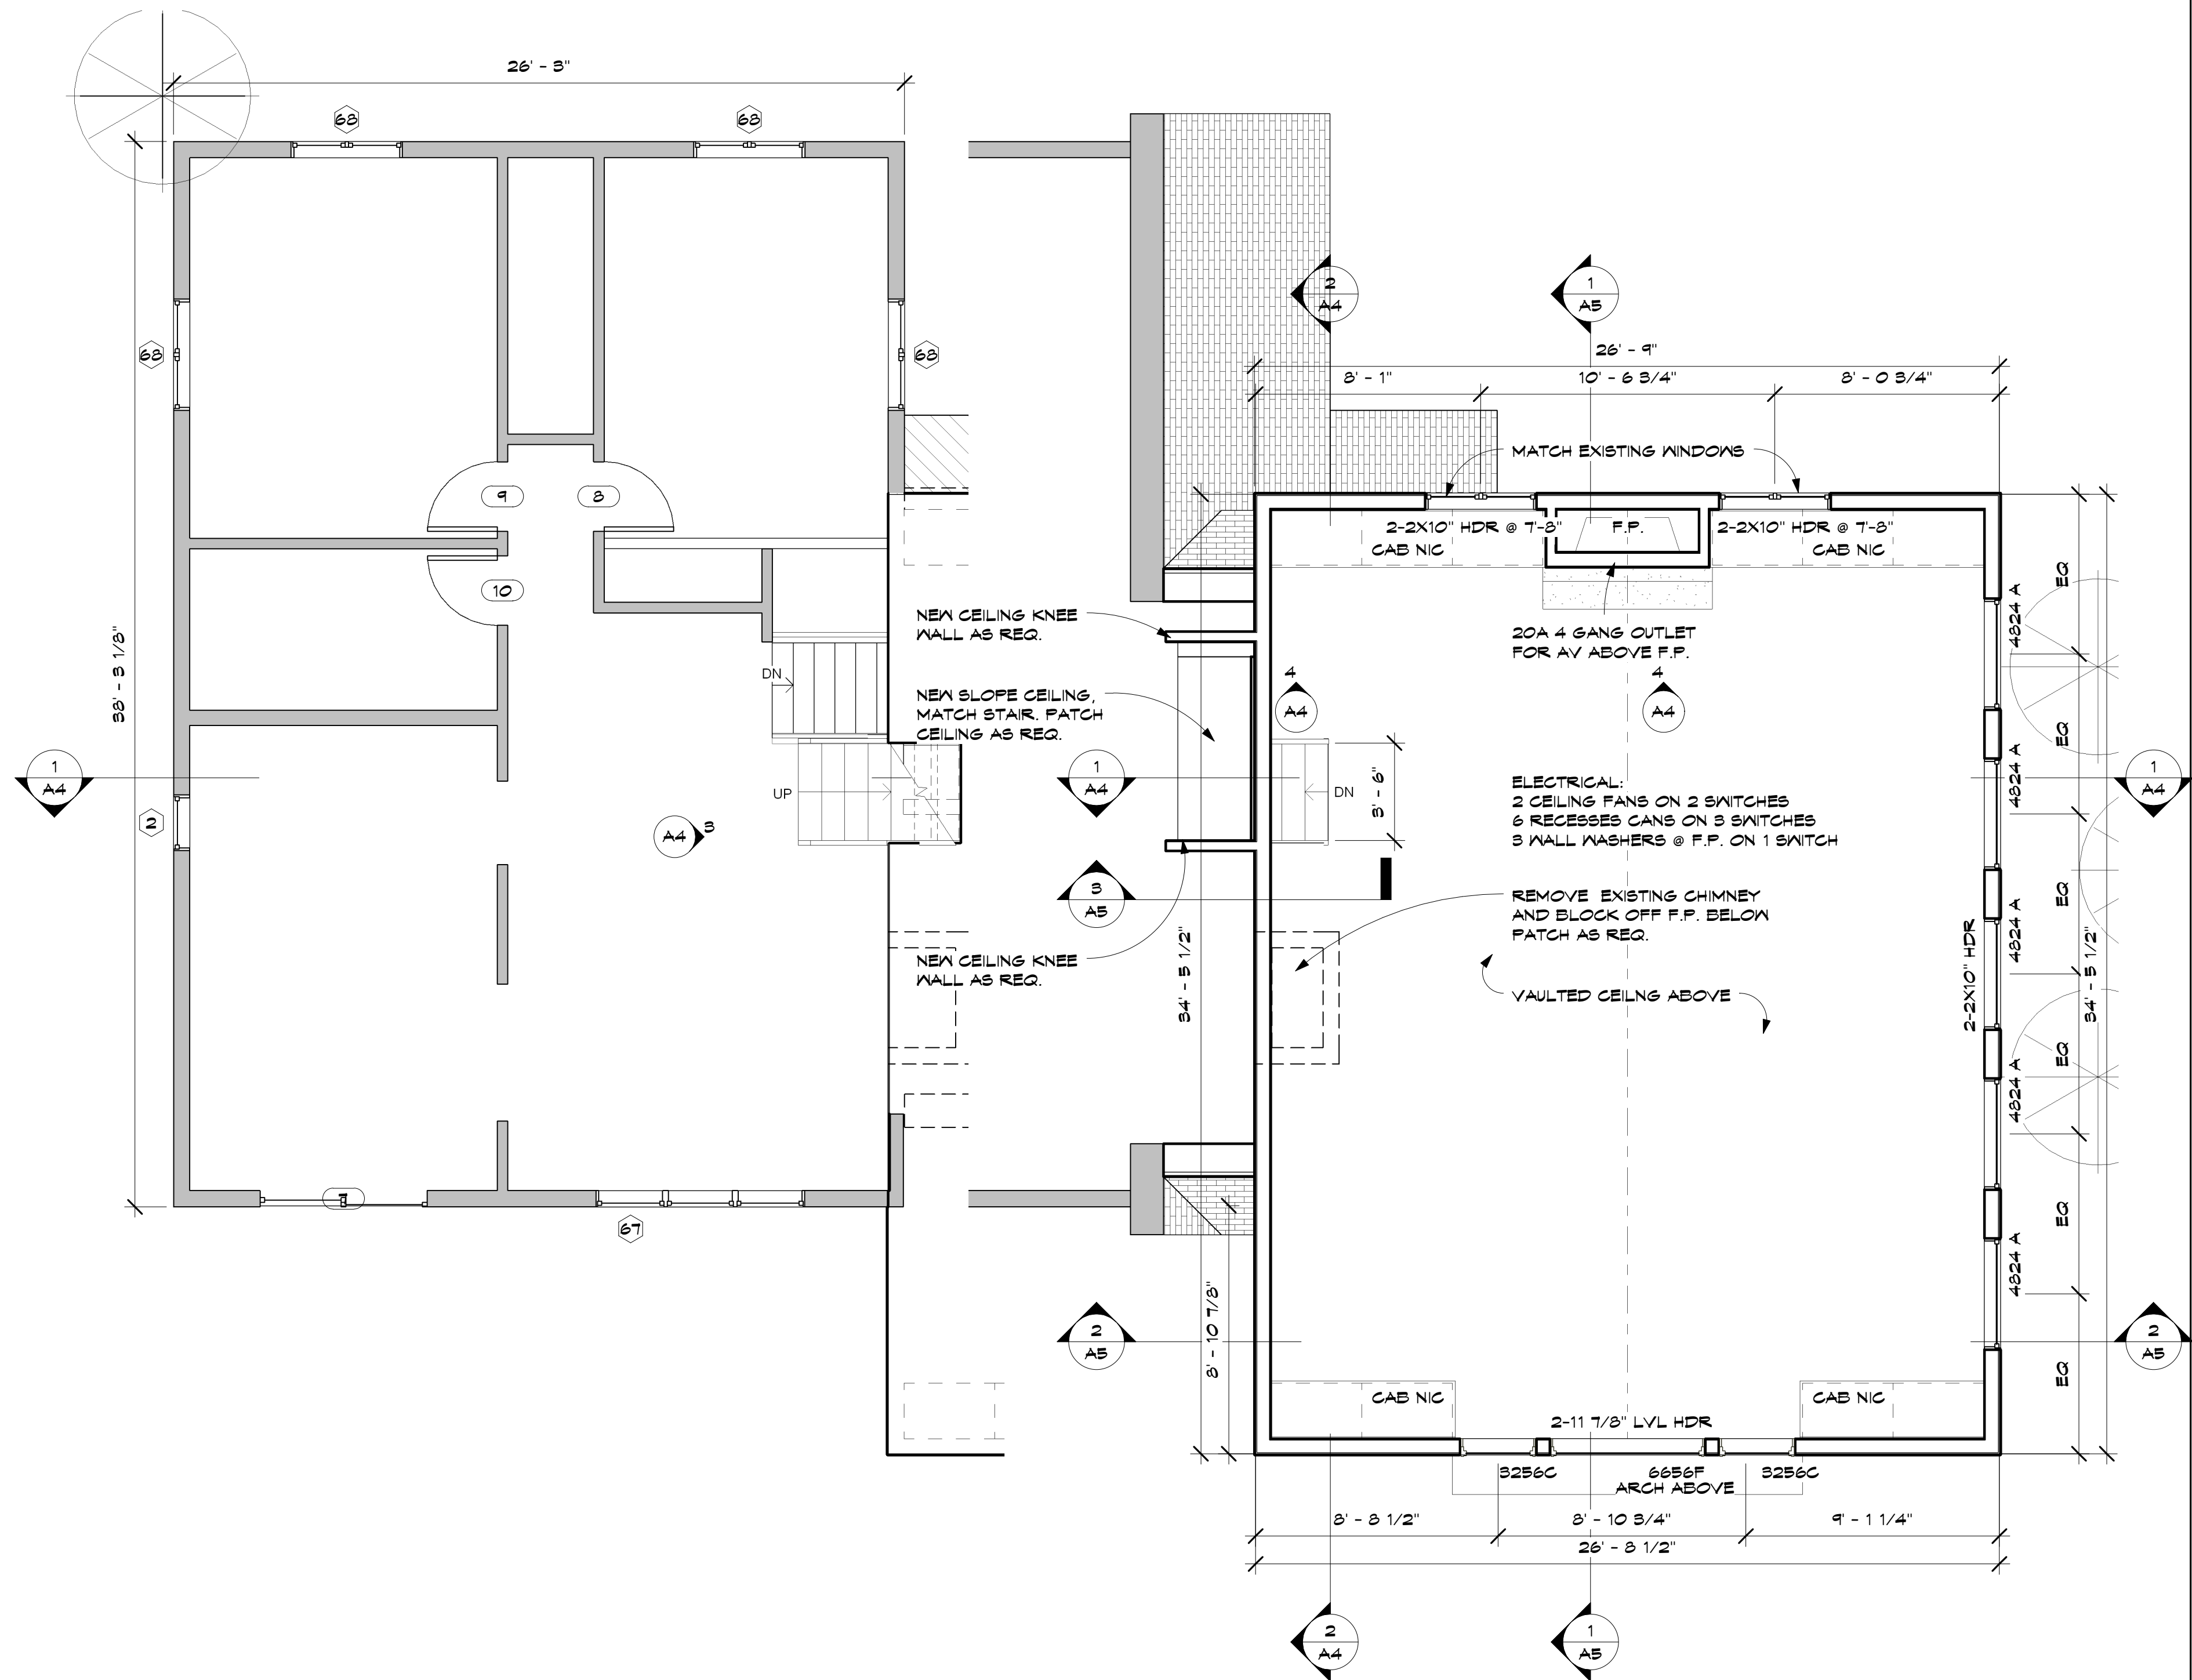 26' - 3"
68
68
68
68
38' - 3 1/8"
9
8
10
DN
UP
2
A4
3
7
67
1
A4
NEW CEILING KNEE
WALL AS REQ.
NEW SLOPE CEILING,
MATCH STAIR. PATCH
CEILING AS REQ.
1
A4
3
A5
NEW CEILING KNEE
WALL AS REQ.
2
A5
2
A4
1
A5
26' - 9"
8' - 1"
10' - 6 3/4"
8' - 0 3/4"
MATCH EXISTING WINDOWS
2-2X10" HDR @ 7'-8"
F.P.
2-2X10" HDR @ 7'-8"
CAB NIC
CAB NIC
20A 4 GANG OUTLET
FOR AV ABOVE F.P.
4
A4
4
A4
DN
3' - 6"
ELECTRICAL:
2 CEILING FANS ON 2 SWITCHES
6 RECESSES CANS ON 3 SWITCHES
3 WALL WASHERS @ F.P. ON 1 SWITCH
REMOVE EXISTING CHIMNEY
AND BLOCK OFF F.P. BELOW
PATCH AS REQ.
VAULTED CEILNG ABOVE
34' - 5 1/2"
8' - 10 7/8"
2-2X10" HDR
4824 A
4824 A
4824 A
4824 A
4824 A
EQ
EQ
EQ
EQ
EQ
EQ
34' - 5 1/2"
1
A4
2
A5
CAB NIC
CAB NIC
2-11 7/8" LVL HDR
3256C
6656F
3256C
ARCH ABOVE
8' - 8 1/2"
8' - 10 3/4"
9' - 1 1/4"
26' - 8 1/2"
2
A4
1
A5